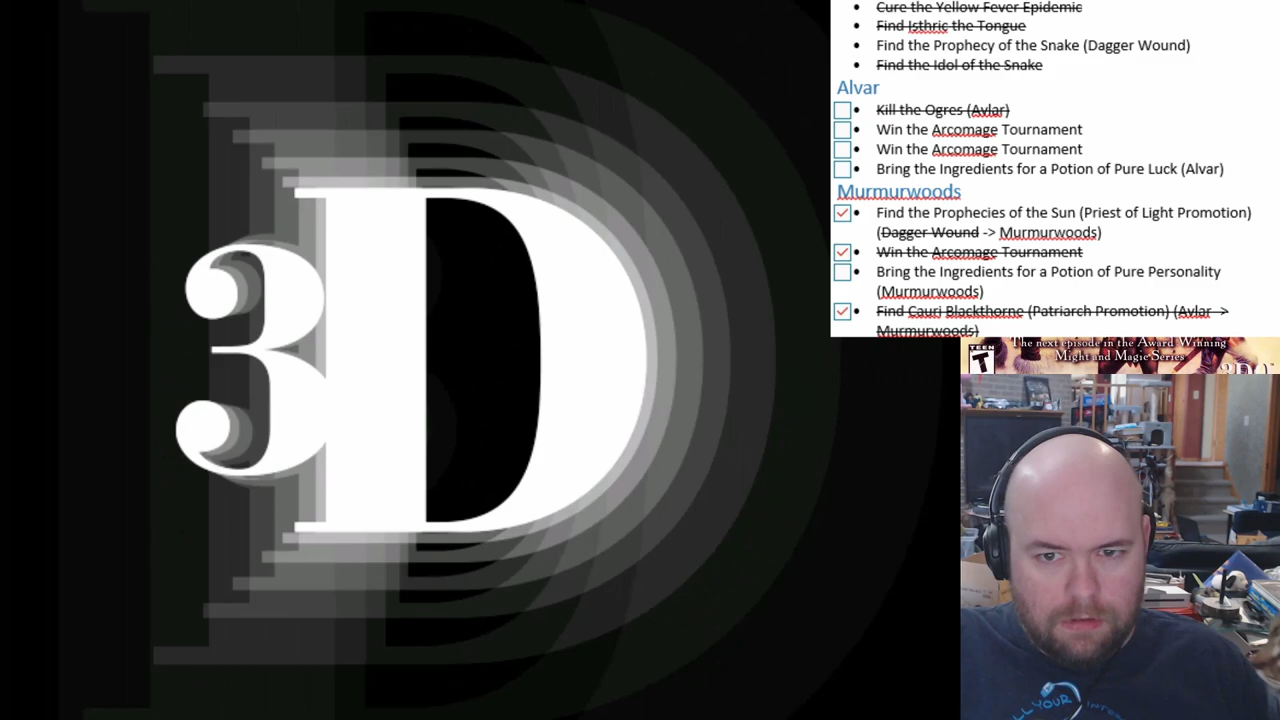 3D
Cure the Yellow Fever Epidemic
Find Isthric the Tongue
Find the Prophecy of the Snake (Dagger Wound)
Find the Idol of the Snake
Alvar
Kill the Ogres (Avlar)
Win the Arcomage Tournament
Win the Arcomage Tournament
Bring the Ingredients for a Potion of Pure Luck (Alvar)
Murmurwoods
Find the Prophecies of the Sun (Priest of Light Promotion)
(Dagger Wound -> Murmurwoods)
Win the Arcomage Tournament
Bring the Ingredients for a Potion of Pure Personality
(Murmurwoods)
Find Cauri Blackthorne (Patriarch Promotion) (Avlar ->
Murmurwoods)
TEEN
T
The next episode in the Award Winning
Might and Magic Series
3DO